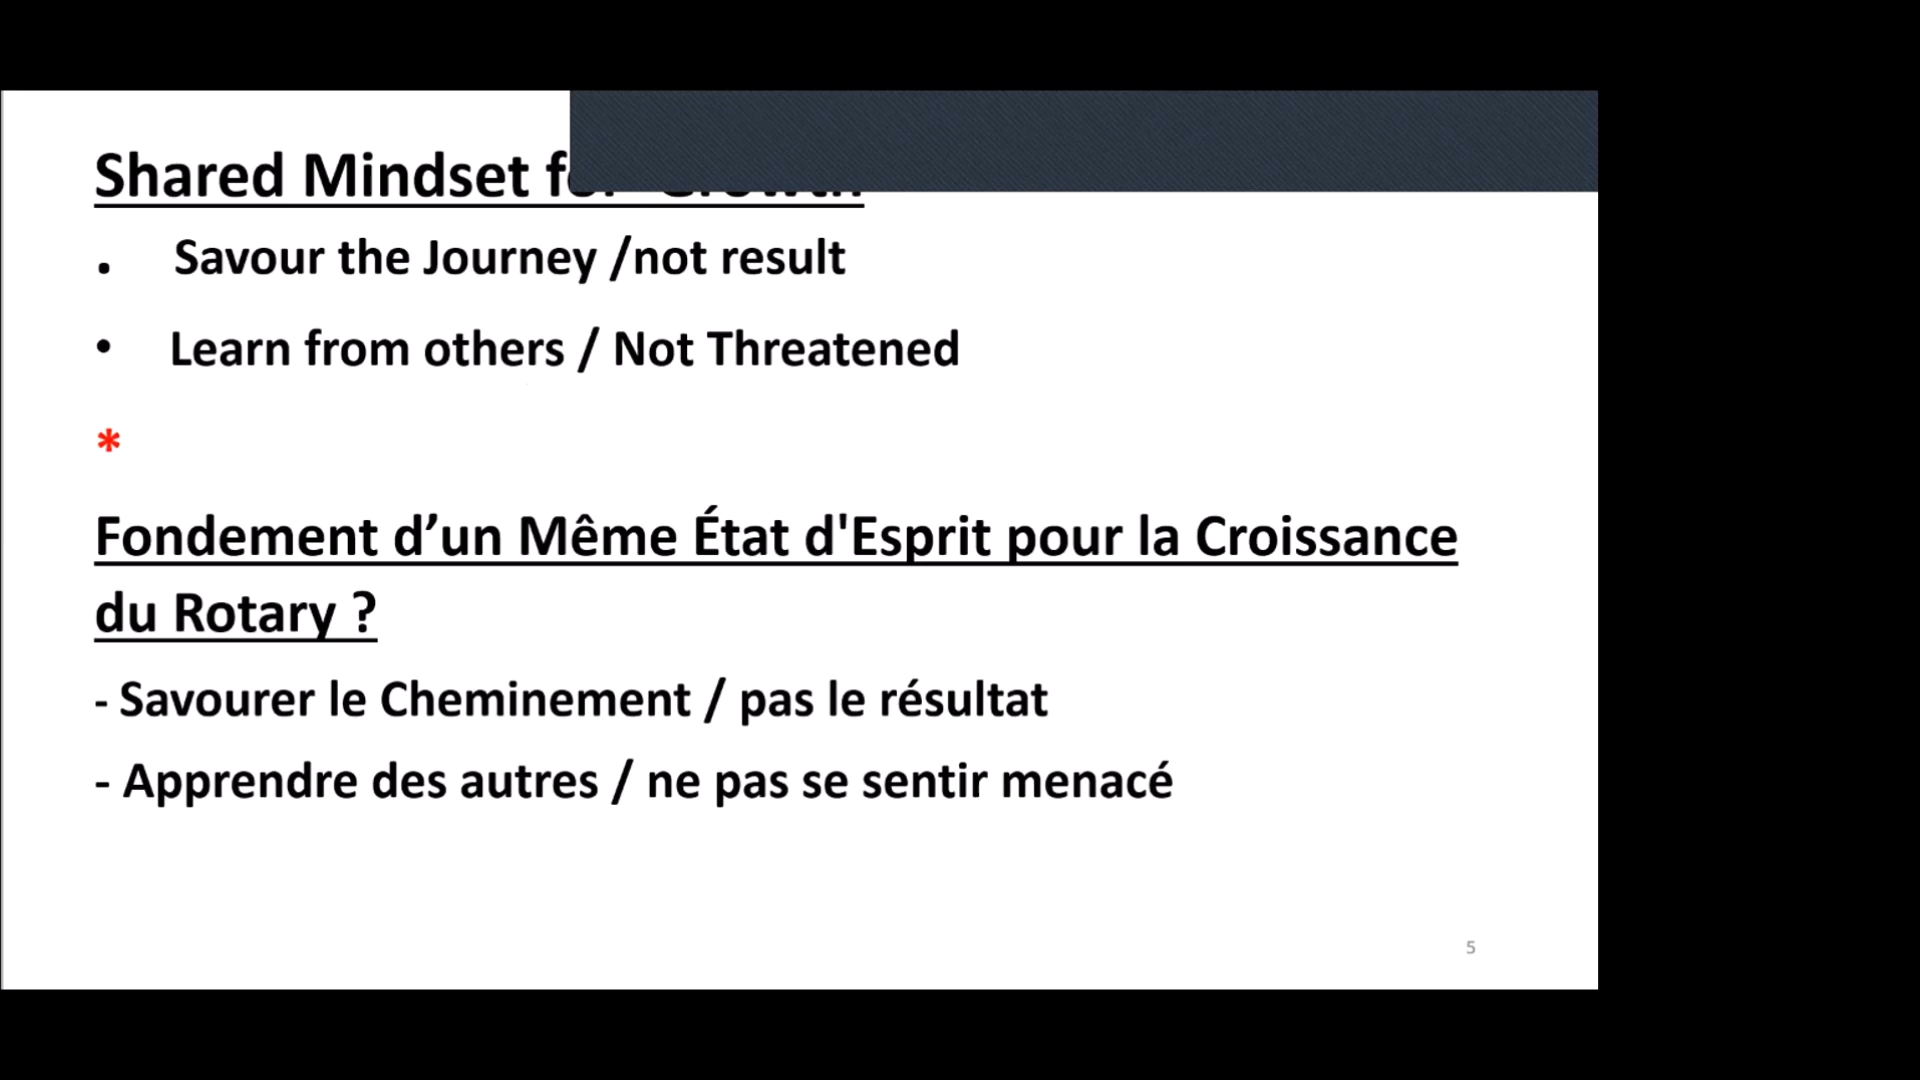 Shared Mindset for Growth
. Savour the Journey /not result
• Learn from others / Not Threatened
*
Fondement d’un Même État d'Esprit pour la Croissance
du Rotary ?
- Savourer le Cheminement / pas le résultat
- Apprendre des autres / ne pas se sentir menacé
5